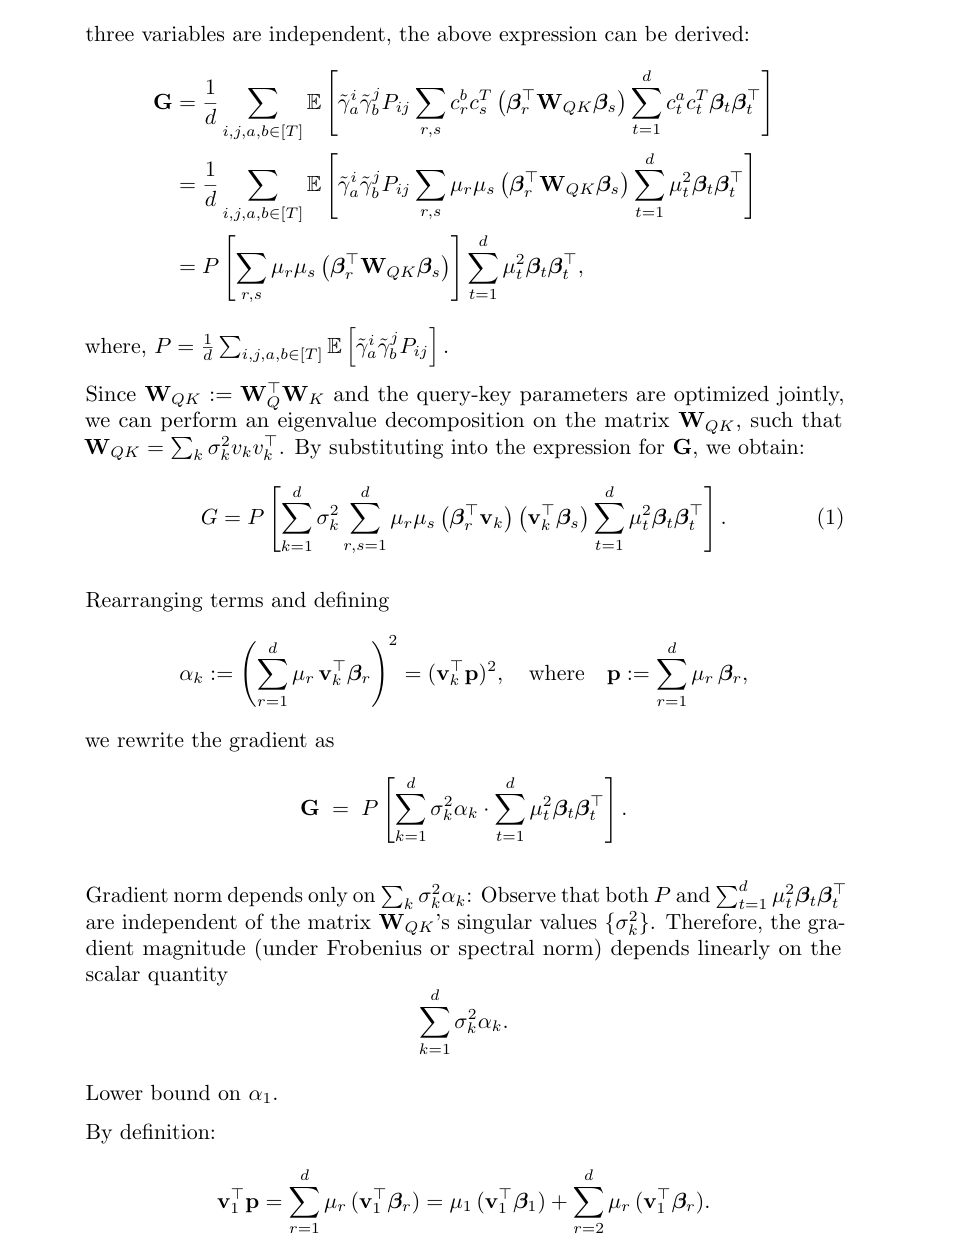 three variables are independent, the above expression can be derived:
$$\mathbf{G} = \frac{1}{d} \sum_{i,j,a,b\in[T]} \mathbb{E}\left[\tilde{\gamma}_a^i \tilde{\gamma}_b^j P_{ij} \sum_{r,s} c_r^b c_s^T \left(\boldsymbol{\beta}_r^\top \mathbf{W}_{QK} \boldsymbol{\beta}_s\right) \sum_{t=1}^d c_t^a c_t^T \boldsymbol{\beta}_t \boldsymbol{\beta}_t^\top\right]$$
$$= \frac{1}{d} \sum_{i,j,a,b\in[T]} \mathbb{E}\left[\tilde{\gamma}_a^i \tilde{\gamma}_b^j P_{ij} \sum_{r,s} \mu_r \mu_s \left(\boldsymbol{\beta}_r^\top \mathbf{W}_{QK} \boldsymbol{\beta}_s\right) \sum_{t=1}^d \mu_t^2 \boldsymbol{\beta}_t \boldsymbol{\beta}_t^\top\right]$$
$$= P \left[\sum_{r,s} \mu_r \mu_s \left(\boldsymbol{\beta}_r^\top \mathbf{W}_{QK} \boldsymbol{\beta}_s\right)\right] \sum_{t=1}^d \mu_t^2 \boldsymbol{\beta}_t \boldsymbol{\beta}_t^\top,$$
where, $P = \frac{1}{d} \sum_{i,j,a,b\in[T]} \mathbb{E}\left[\tilde{\gamma}_a^i \tilde{\gamma}_b^j P_{ij}\right]$.
Since $\mathbf{W}_{QK} := \mathbf{W}_Q^\top \mathbf{W}_K$ and the query-key parameters are optimized jointly,
we can perform an eigenvalue decomposition on the matrix $\mathbf{W}_{QK}$, such that
$\mathbf{W}_{QK} = \sum_k \sigma_k^2 v_k v_k^\top$. By substituting into the expression for $\mathbf{G}$, we obtain:
$$G = P \left[\sum_{k=1}^d \sigma_k^2 \sum_{r,s=1}^d \mu_r \mu_s \left(\boldsymbol{\beta}_r^\top \mathbf{v}_k\right) \left(\mathbf{v}_k^\top \boldsymbol{\beta}_s\right) \sum_{t=1}^d \mu_t^2 \boldsymbol{\beta}_t \boldsymbol{\beta}_t^\top\right]. \quad (1)$$
Rearranging terms and defining
$$\alpha_k := \left(\sum_{r=1}^d \mu_r \mathbf{v}_k^\top \boldsymbol{\beta}_r\right)^2 = (\mathbf{v}_k^\top \mathbf{p})^2, \quad \text{where} \quad \mathbf{p} := \sum_{r=1}^d \mu_r \boldsymbol{\beta}_r,$$
we rewrite the gradient as
$$\mathbf{G} = P \left[\sum_{k=1}^d \sigma_k^2 \alpha_k \cdot \sum_{t=1}^d \mu_t^2 \boldsymbol{\beta}_t \boldsymbol{\beta}_t^\top\right].$$
Gradient norm depends only on $\sum_k \sigma_k^2 \alpha_k$: Observe that both $P$ and $\sum_{t=1}^d \mu_t^2 \boldsymbol{\beta}_t \boldsymbol{\beta}_t^\top$
are independent of the matrix $\mathbf{W}_{QK}$'s singular values $\{\sigma_k^2\}$. Therefore, the gra-
dient magnitude (under Frobenius or spectral norm) depends linearly on the
scalar quantity
$$\sum_{k=1}^d \sigma_k^2 \alpha_k.$$
Lower bound on $\alpha_1$.
By definition:
$$\mathbf{v}_1^\top \mathbf{p} = \sum_{r=1}^d \mu_r (\mathbf{v}_1^\top \boldsymbol{\beta}_r) = \mu_1 (\mathbf{v}_1^\top \boldsymbol{\beta}_1) + \sum_{r=2}^d \mu_r (\mathbf{v}_1^\top \boldsymbol{\beta}_r).$$